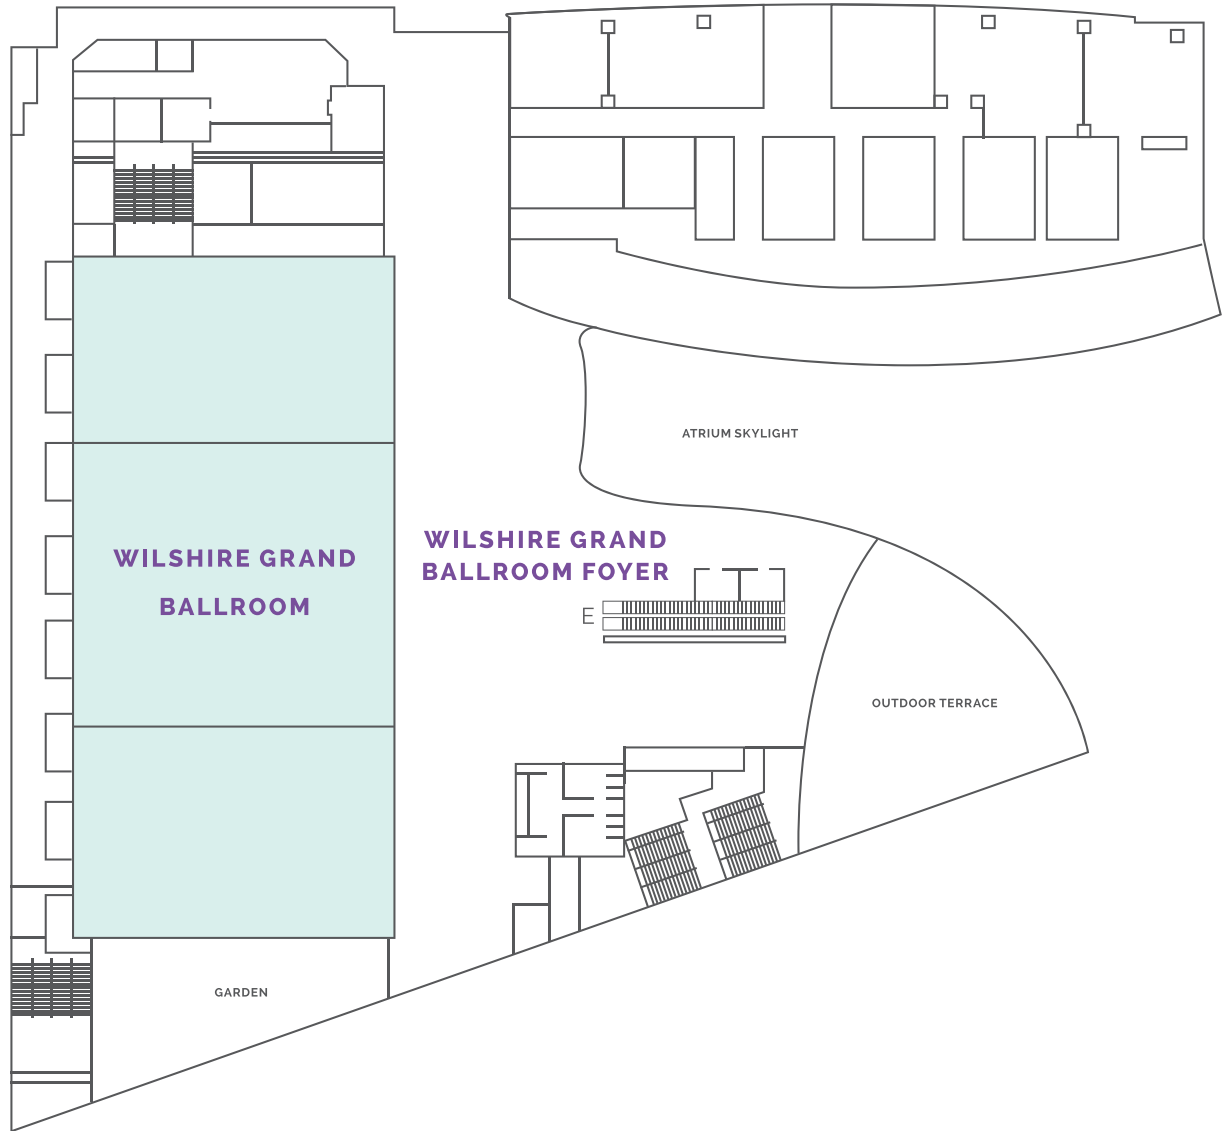 ATRIUM SKYLIGHT
WILSHIRE GRAND
BALLROOM
WILSHIRE GRAND
BALLROOM FOYER
E
OUTDOOR TERRACE
GARDEN